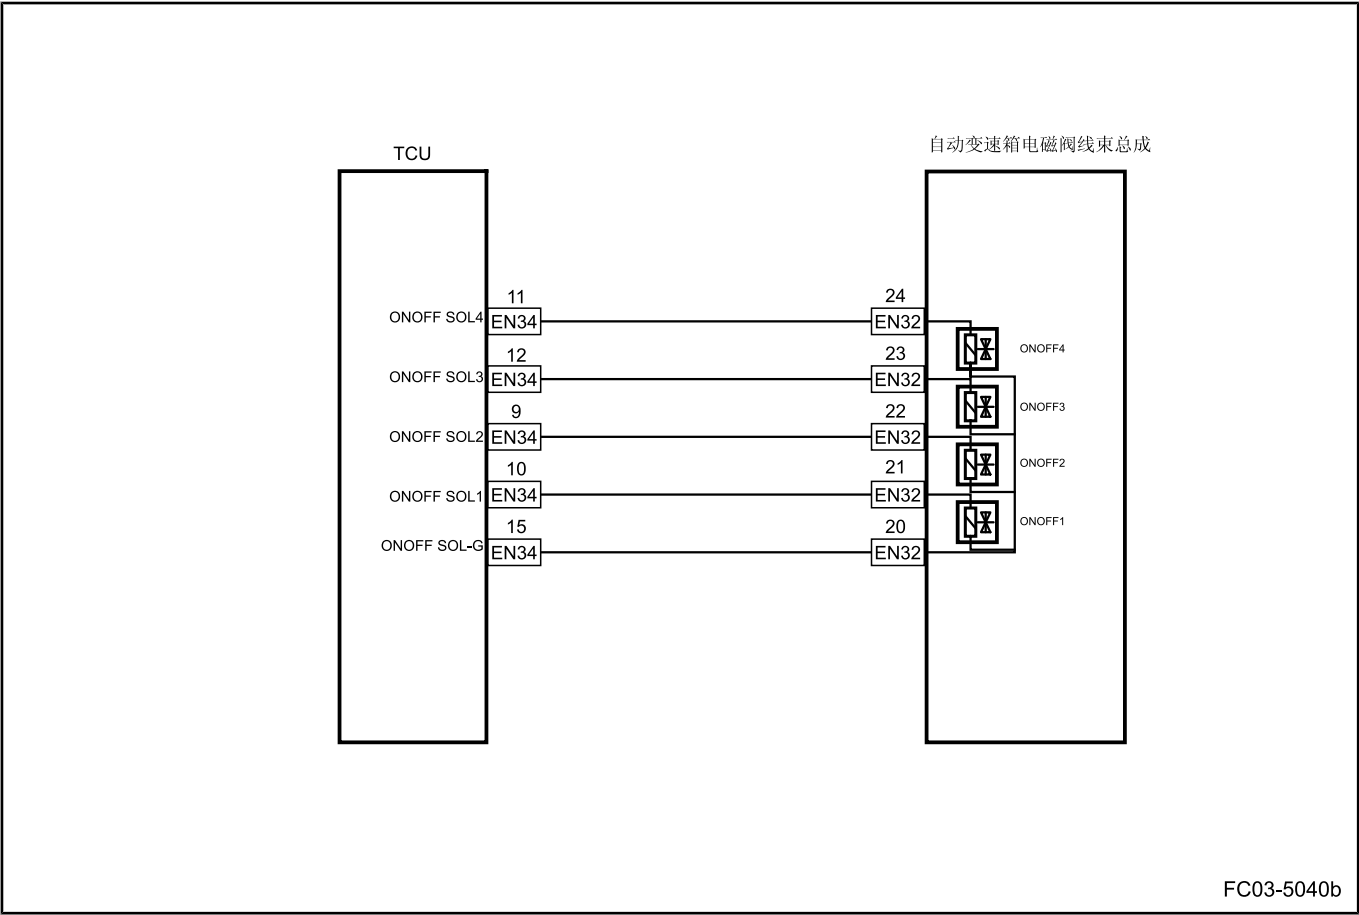 自动变速箱电磁阀线束总成
TCU
11
24
ONOFF SOL4
EN34
EN32
ONOFF4
12
23
ONOFF SOL3
EN34
EN32
ONOFF3
9
22
ONOFF SOL2
EN34
EN32
ONOFF2
10
21
ONOFF SOL1
EN34
EN32
ONOFF1
15
20
ONOFF SOL-G
EN34
EN32
FC03-5040b